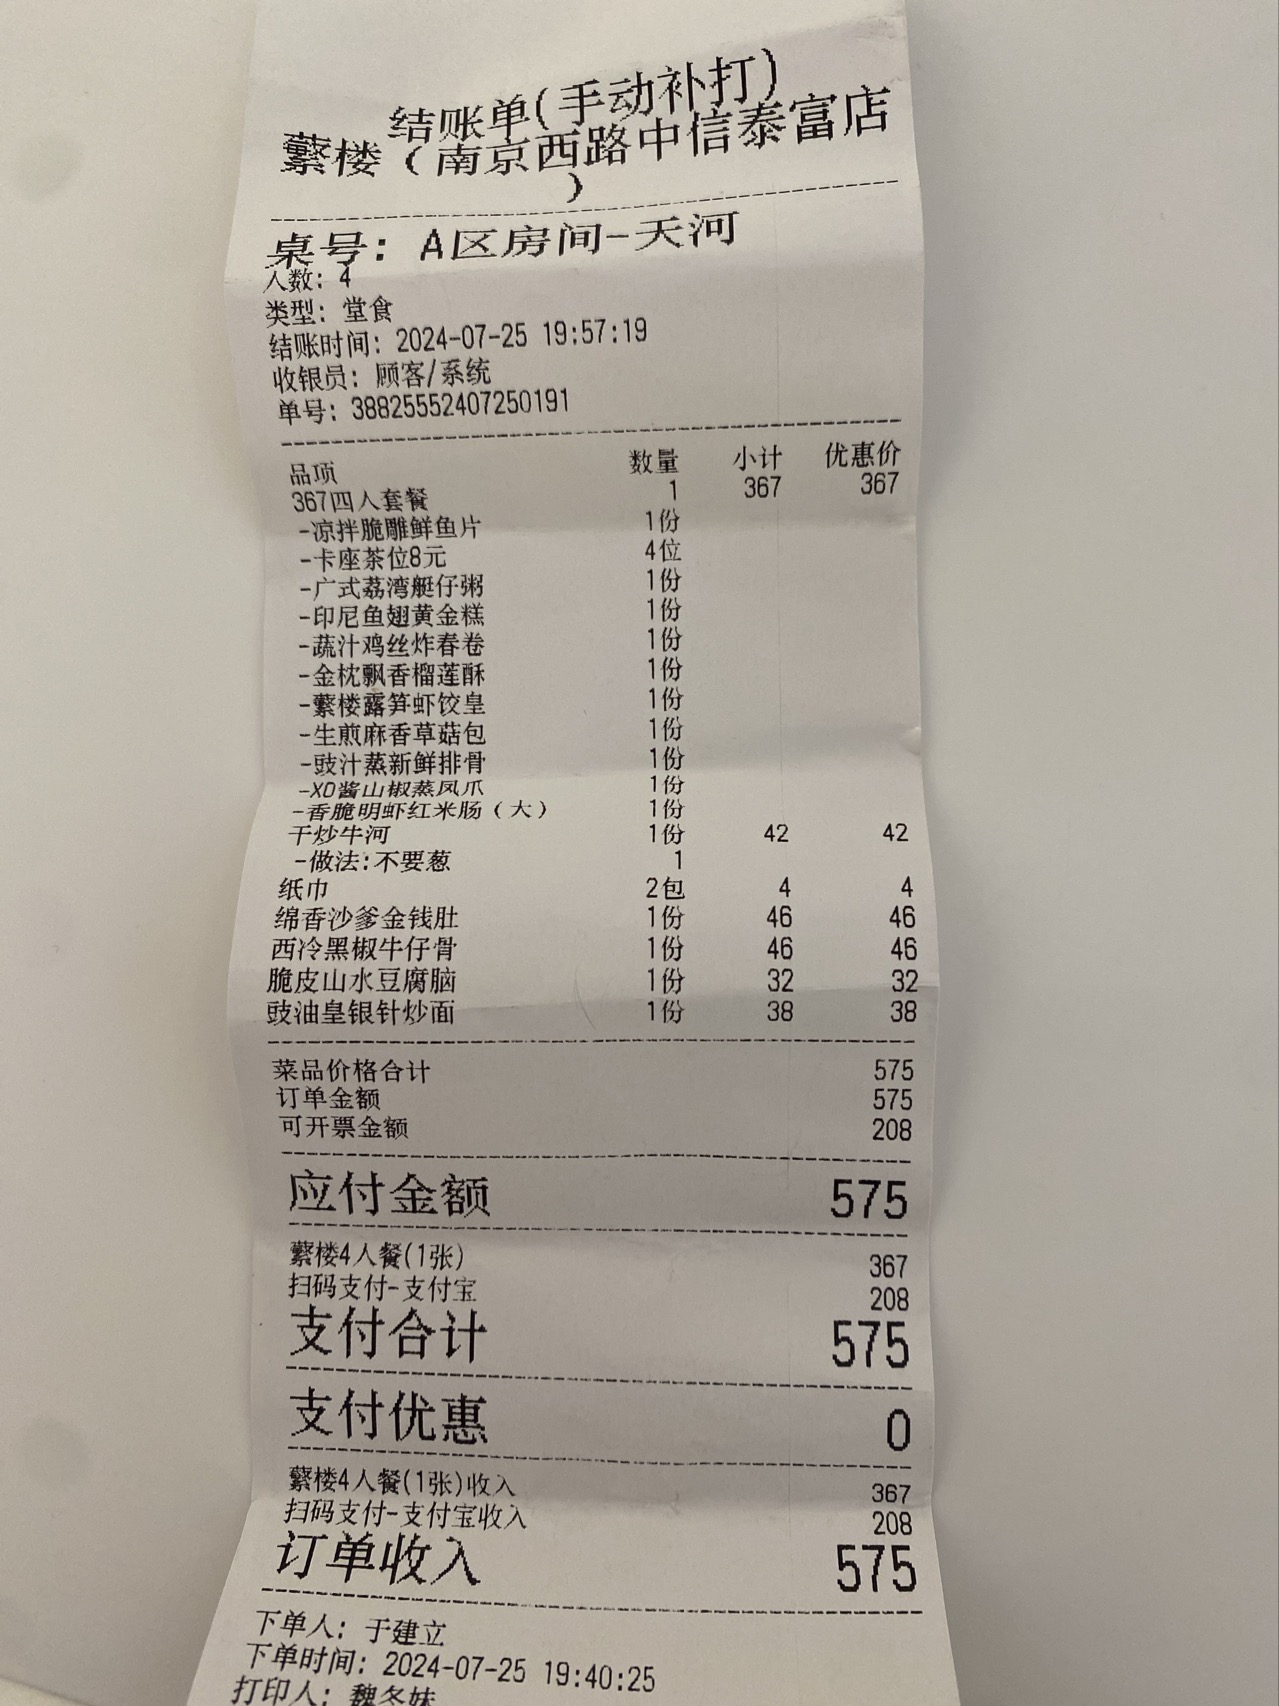 结账单(手动补打)
蘩楼（南京西路中信泰富店
）
桌号: A区房间-天河
人数: 4
类型: 堂食
结账时间: 2024-07-25 19:57:19
收银员: 顾客/系统
单号: 38825552407250191
品项 数量 小计 优惠价
367四人套餐 1 367 367
-凉拌脆雕鲜鱼片 1份
-卡座茶位8元 4位
-广式荔湾艇仔粥 1份
-印尼鱼翅黄金糕 1份
-蔬汁鸡丝炸春卷 1份
-金枕飘香榴莲酥 1份
-蘩楼露笋虾饺皇 1份
-生煎麻香草菇包 1份
-豉汁蒸新鲜排骨 1份
-XO酱山椒蒸凤爪 1份
-香脆明虾红米肠（大） 1份
干炒牛河 1份 42 42
-做法:不要葱 1
纸巾 2包 4 4
绵香沙爹金钱肚 1份 46 46
西冷黑椒牛仔骨 1份 46 46
脆皮山水豆腐脑 1份 32 32
豉油皇银针炒面 1份 38 38
菜品价格合计 575
订单金额 575
可开票金额 208
应付金额 575
蘩楼4人餐(1张) 367
扫码支付-支付宝 208
支付合计 575
支付优惠 0
蘩楼4人餐(1张)收入 367
扫码支付-支付宝收入 208
订单收入 575
下单人: 于建立
下单时间: 2024-07-25 19:40:25
打印人: 魏冬妹